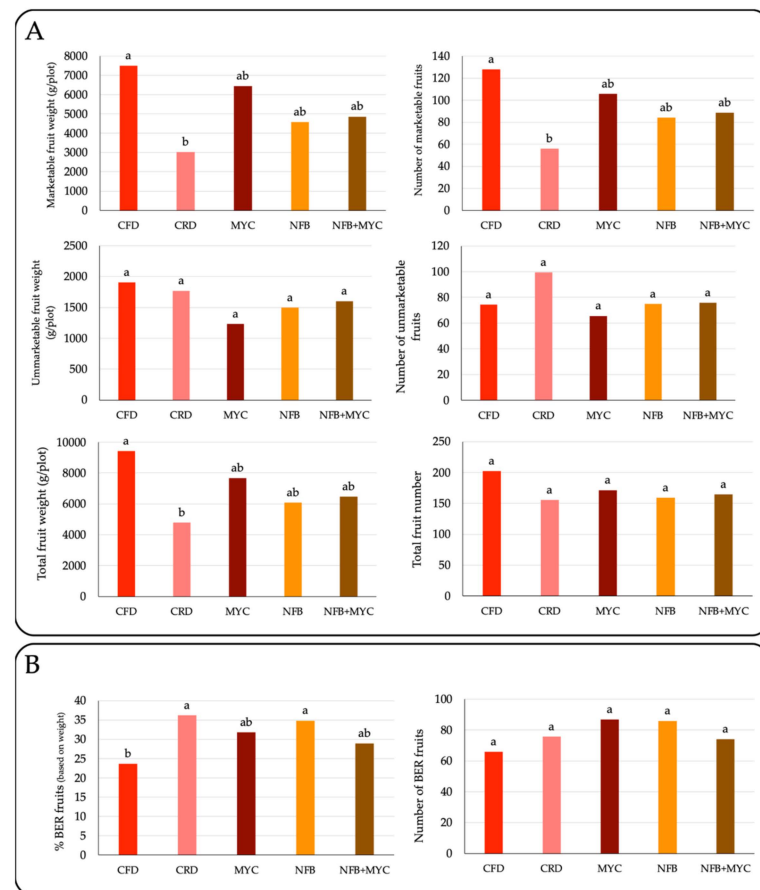 A
Marketable fruit weight (g/plot)
8000
7000
6000
5000
4000
3000
2000
1000
0
a
b
ab
ab
ab
CFD CRD MYC NFB NFB+MYC
Number of marketable fruits
140
120
100
80
60
40
20
0
a
b
ab
ab
ab
CFD CRD MYC NFB NFB+MYC
Unmarketable fruit weight
(g/plot)
2500
2000
1500
1000
500
0
a
a
a
a
a
CFD CRD MYC NFB NFB+MYC
Number of unmarketable
fruits
120
100
80
60
40
20
0
a
a
a
a
a
CFD CRD MYC NFB NFB+MYC
Total fruit weight (g/plot)
10000
8000
6000
4000
2000
0
a
b
ab
ab
ab
CFD CRD MYC NFB NFB+MYC
Total fruit number
250
200
150
100
50
0
a
a
a
a
a
CFD CRD MYC NFB NFB+MYC
B
% BER fruits (based on weight)
40
35
30
25
20
15
10
5
0
b
a
ab
a
ab
CFD CRD MYC NFB NFB+MYC
Number of BER fruits
100
80
60
40
20
0
a
a
a
a
a
CFD CRD MYC NFB NFB+MYC